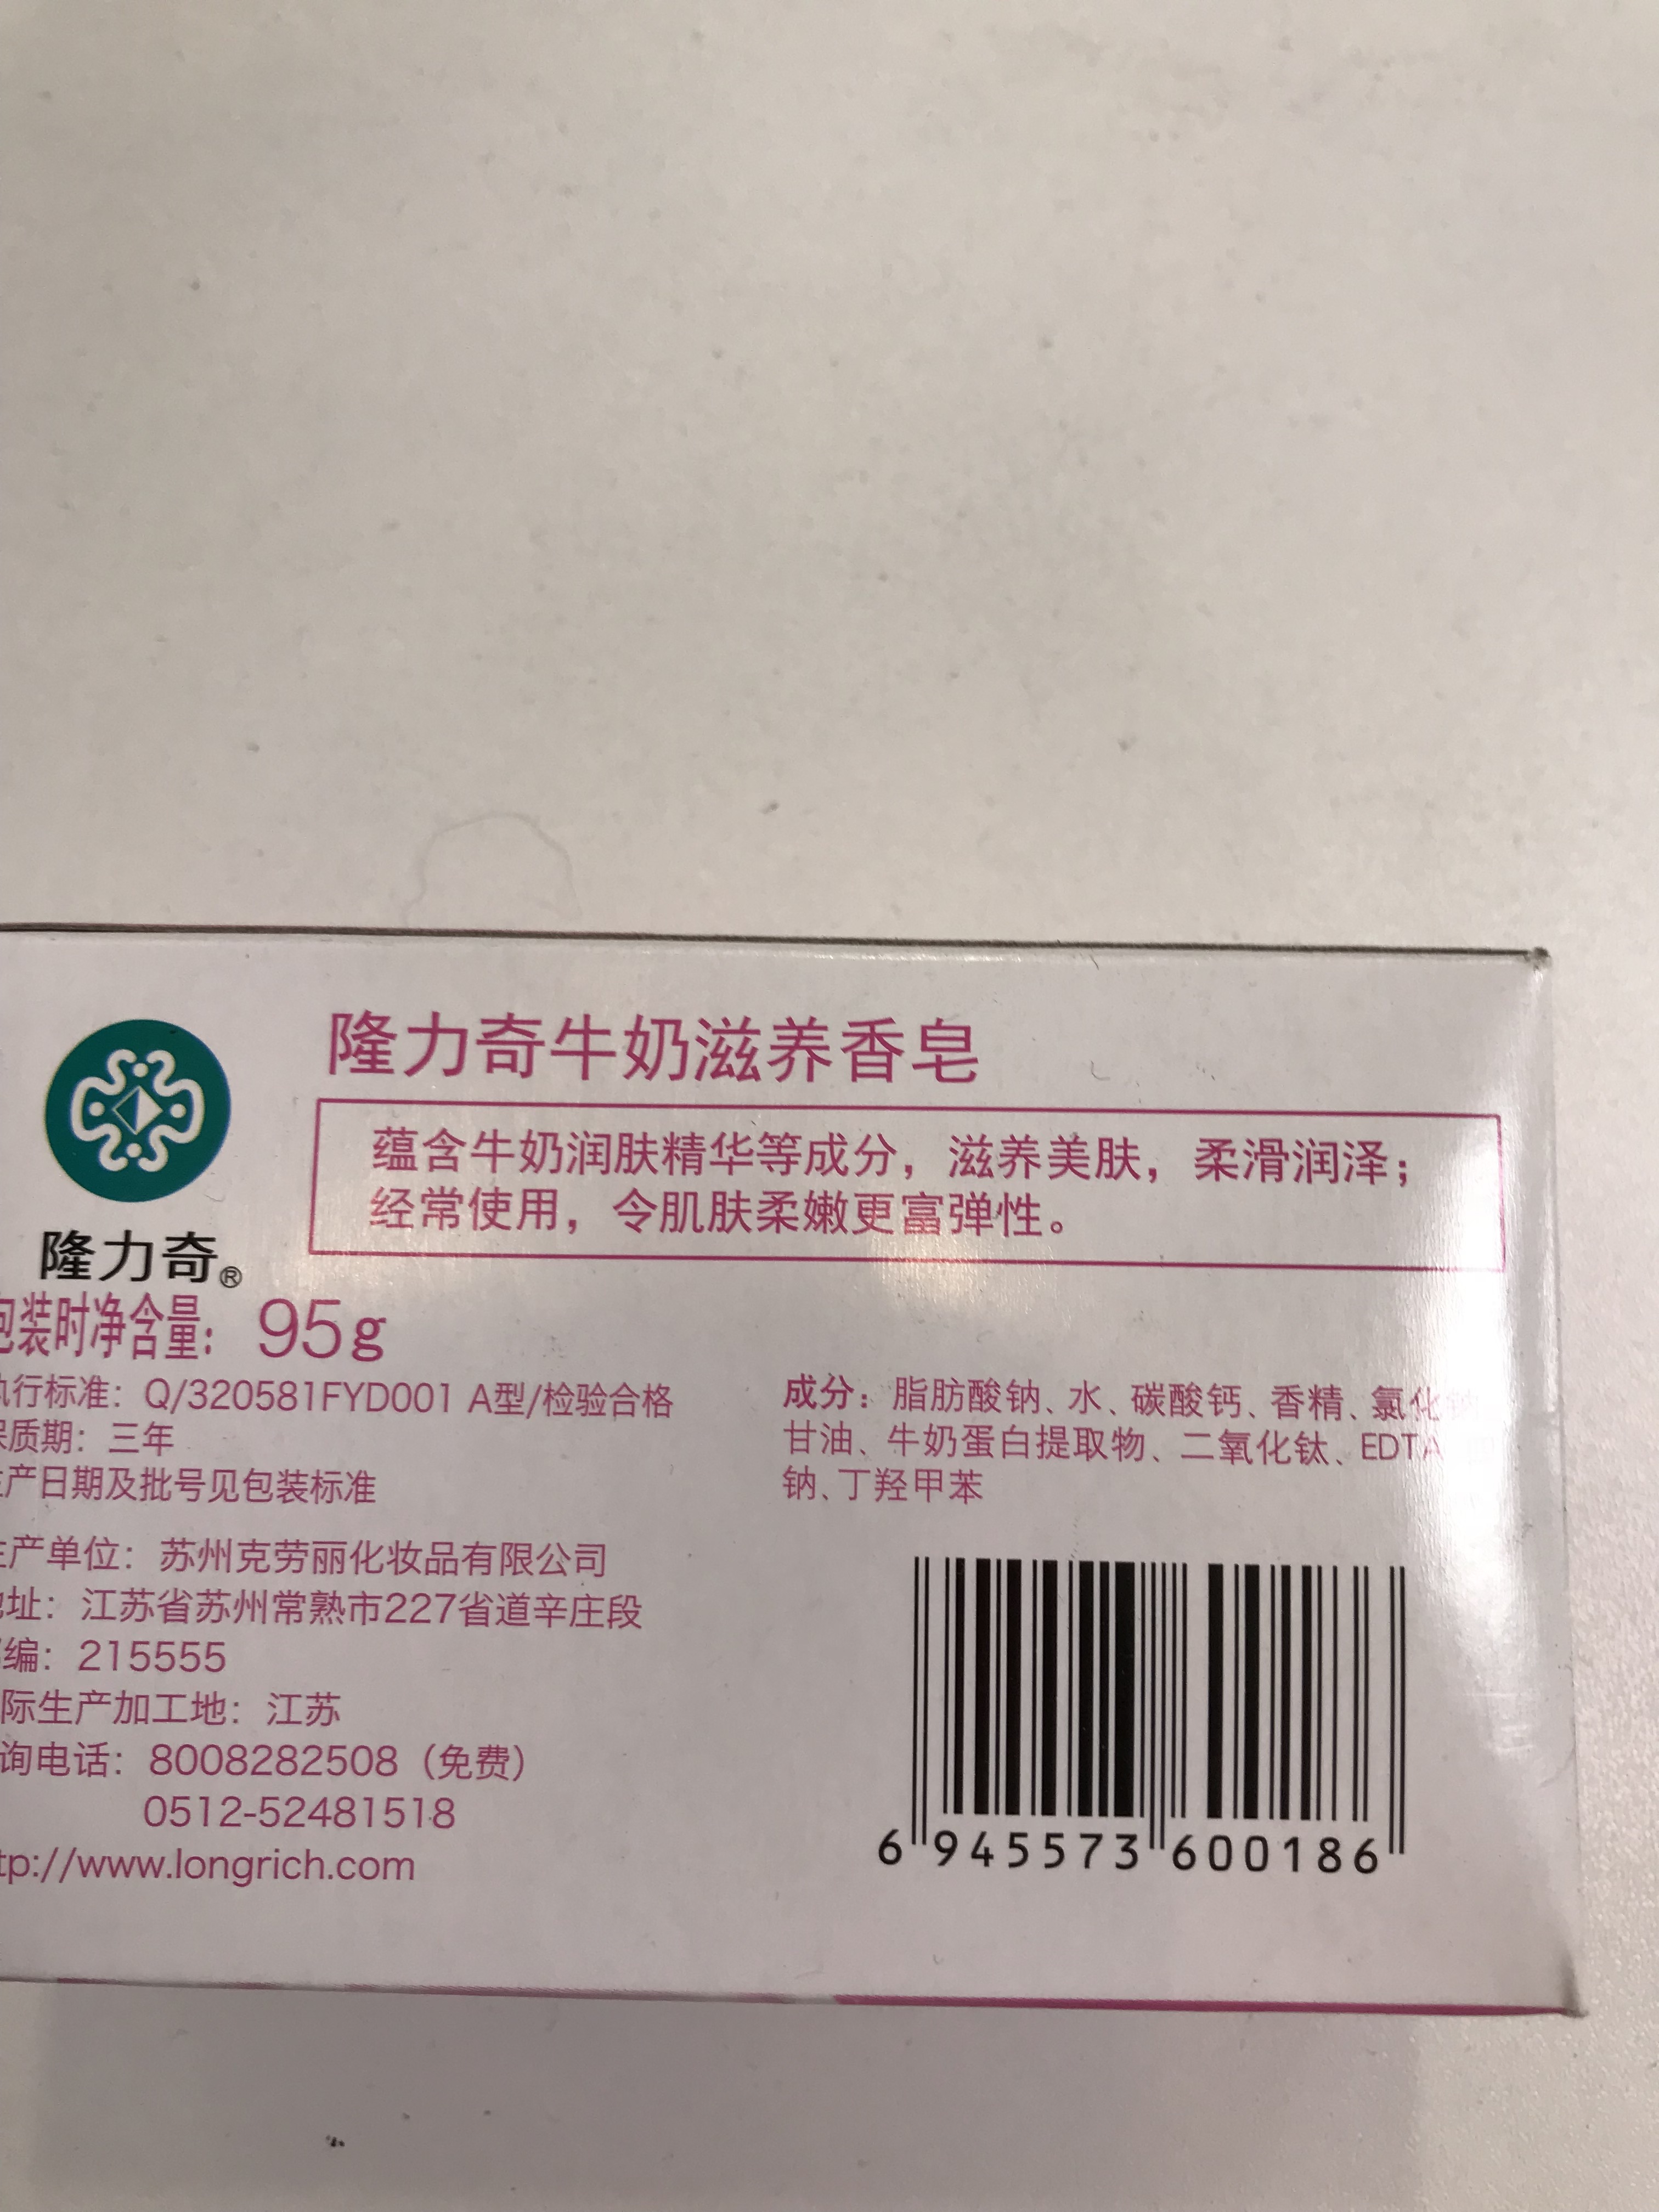 隆力奇牛奶滋养香皂
蕴含牛奶润肤精华等成分，滋养美肤，柔滑润泽；
经常使用，令肌肤柔嫩更富弹性。
隆力奇®
包装时净含量：95g
执行标准：Q/320581FYD001 A型/检验合格
保质期：三年
生产日期及批号见包装标准
生产单位：苏州克劳丽化妆品有限公司
地址：江苏省苏州常熟市227省道辛庄段
编：215555
际生产加工地：江苏
询电话：8008282508（免费）
0512-52481518
tp://www.longrich.com
成分：脂肪酸钠、水、碳酸钙、香精、氯化钠
甘油、牛奶蛋白提取物、二氧化钛、EDTA
钠、丁羟甲苯
6 945573 600186